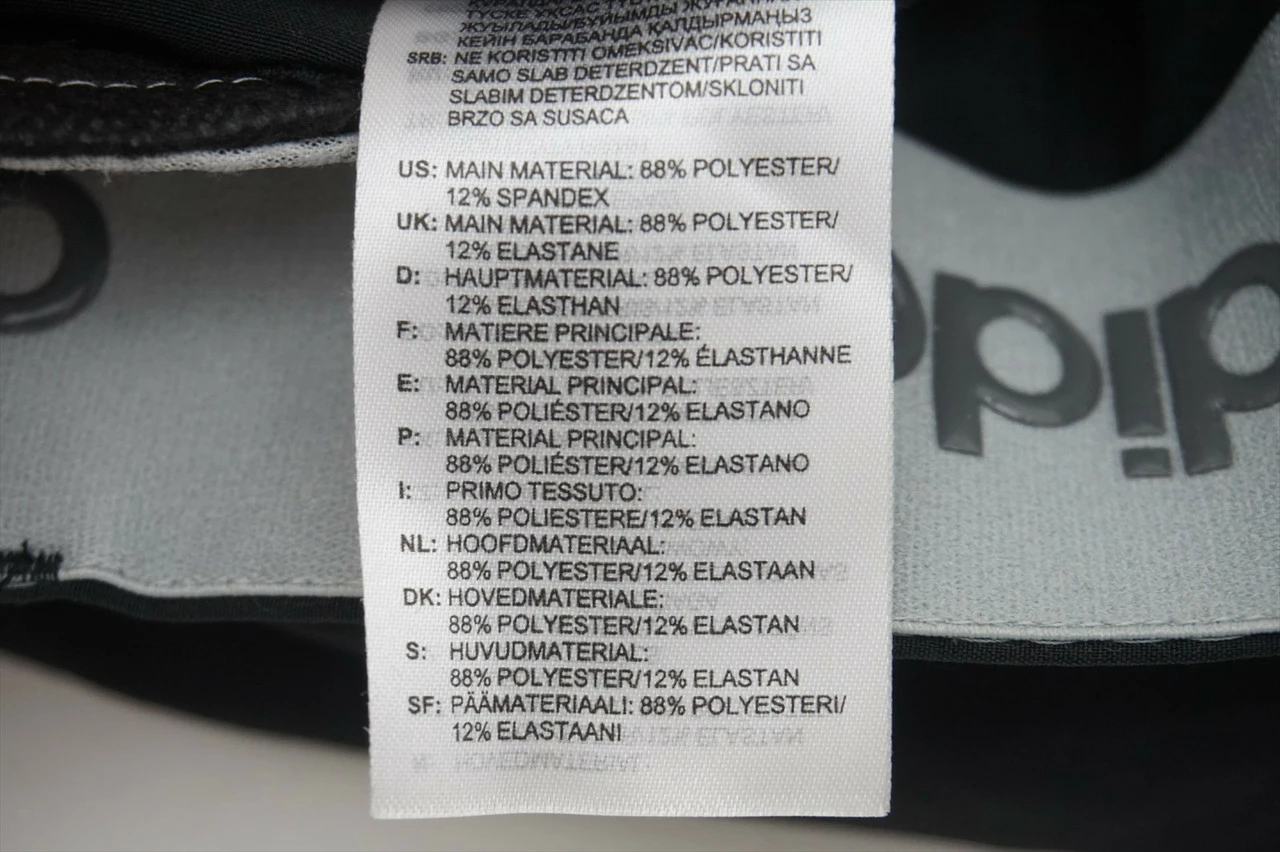 ЖУЫЛАДЫ/БҰЙЫМДЫ ЖУҒАН
КЕЙІН БАРАБАНДА ҚАЛДЫРМАҢЫЗ
SRB: NE KORISTITI OMEKSIVAC/KORISTITI
SAMO SLAB DETERDZENT/PRATI SA
SLABIM DETERDZENTOM/SKLONITI
BRZO SA SUSACA
US: MAIN MATERIAL: 88% POLYESTER/
12% SPANDEX
UK: MAIN MATERIAL: 88% POLYESTER/
12% ELASTANE
D: HAUPTMATERIAL: 88% POLYESTER/
12% ELASTHAN
F: MATIERE PRINCIPALE:
88% POLYESTER/12% ÉLASTHANNE
E: MATERIAL PRINCIPAL:
88% POLIÉSTER/12% ELASTANO
P: MATERIAL PRINCIPAL:
88% POLIÉSTER/12% ELASTANO
I: PRIMO TESSUTO:
88% POLIESTERE/12% ELASTAN
NL: HOOFDMATERIAAL:
88% POLYESTER/12% ELASTAAN
DK: HOVEDMATERIALE:
88% POLYESTER/12% ELASTAN
S: HUVUDMATERIAL:
88% POLYESTER/12% ELASTAN
SF: PÄÄMATERIAALI: 88% POLYESTERI/
12% ELASTAANI